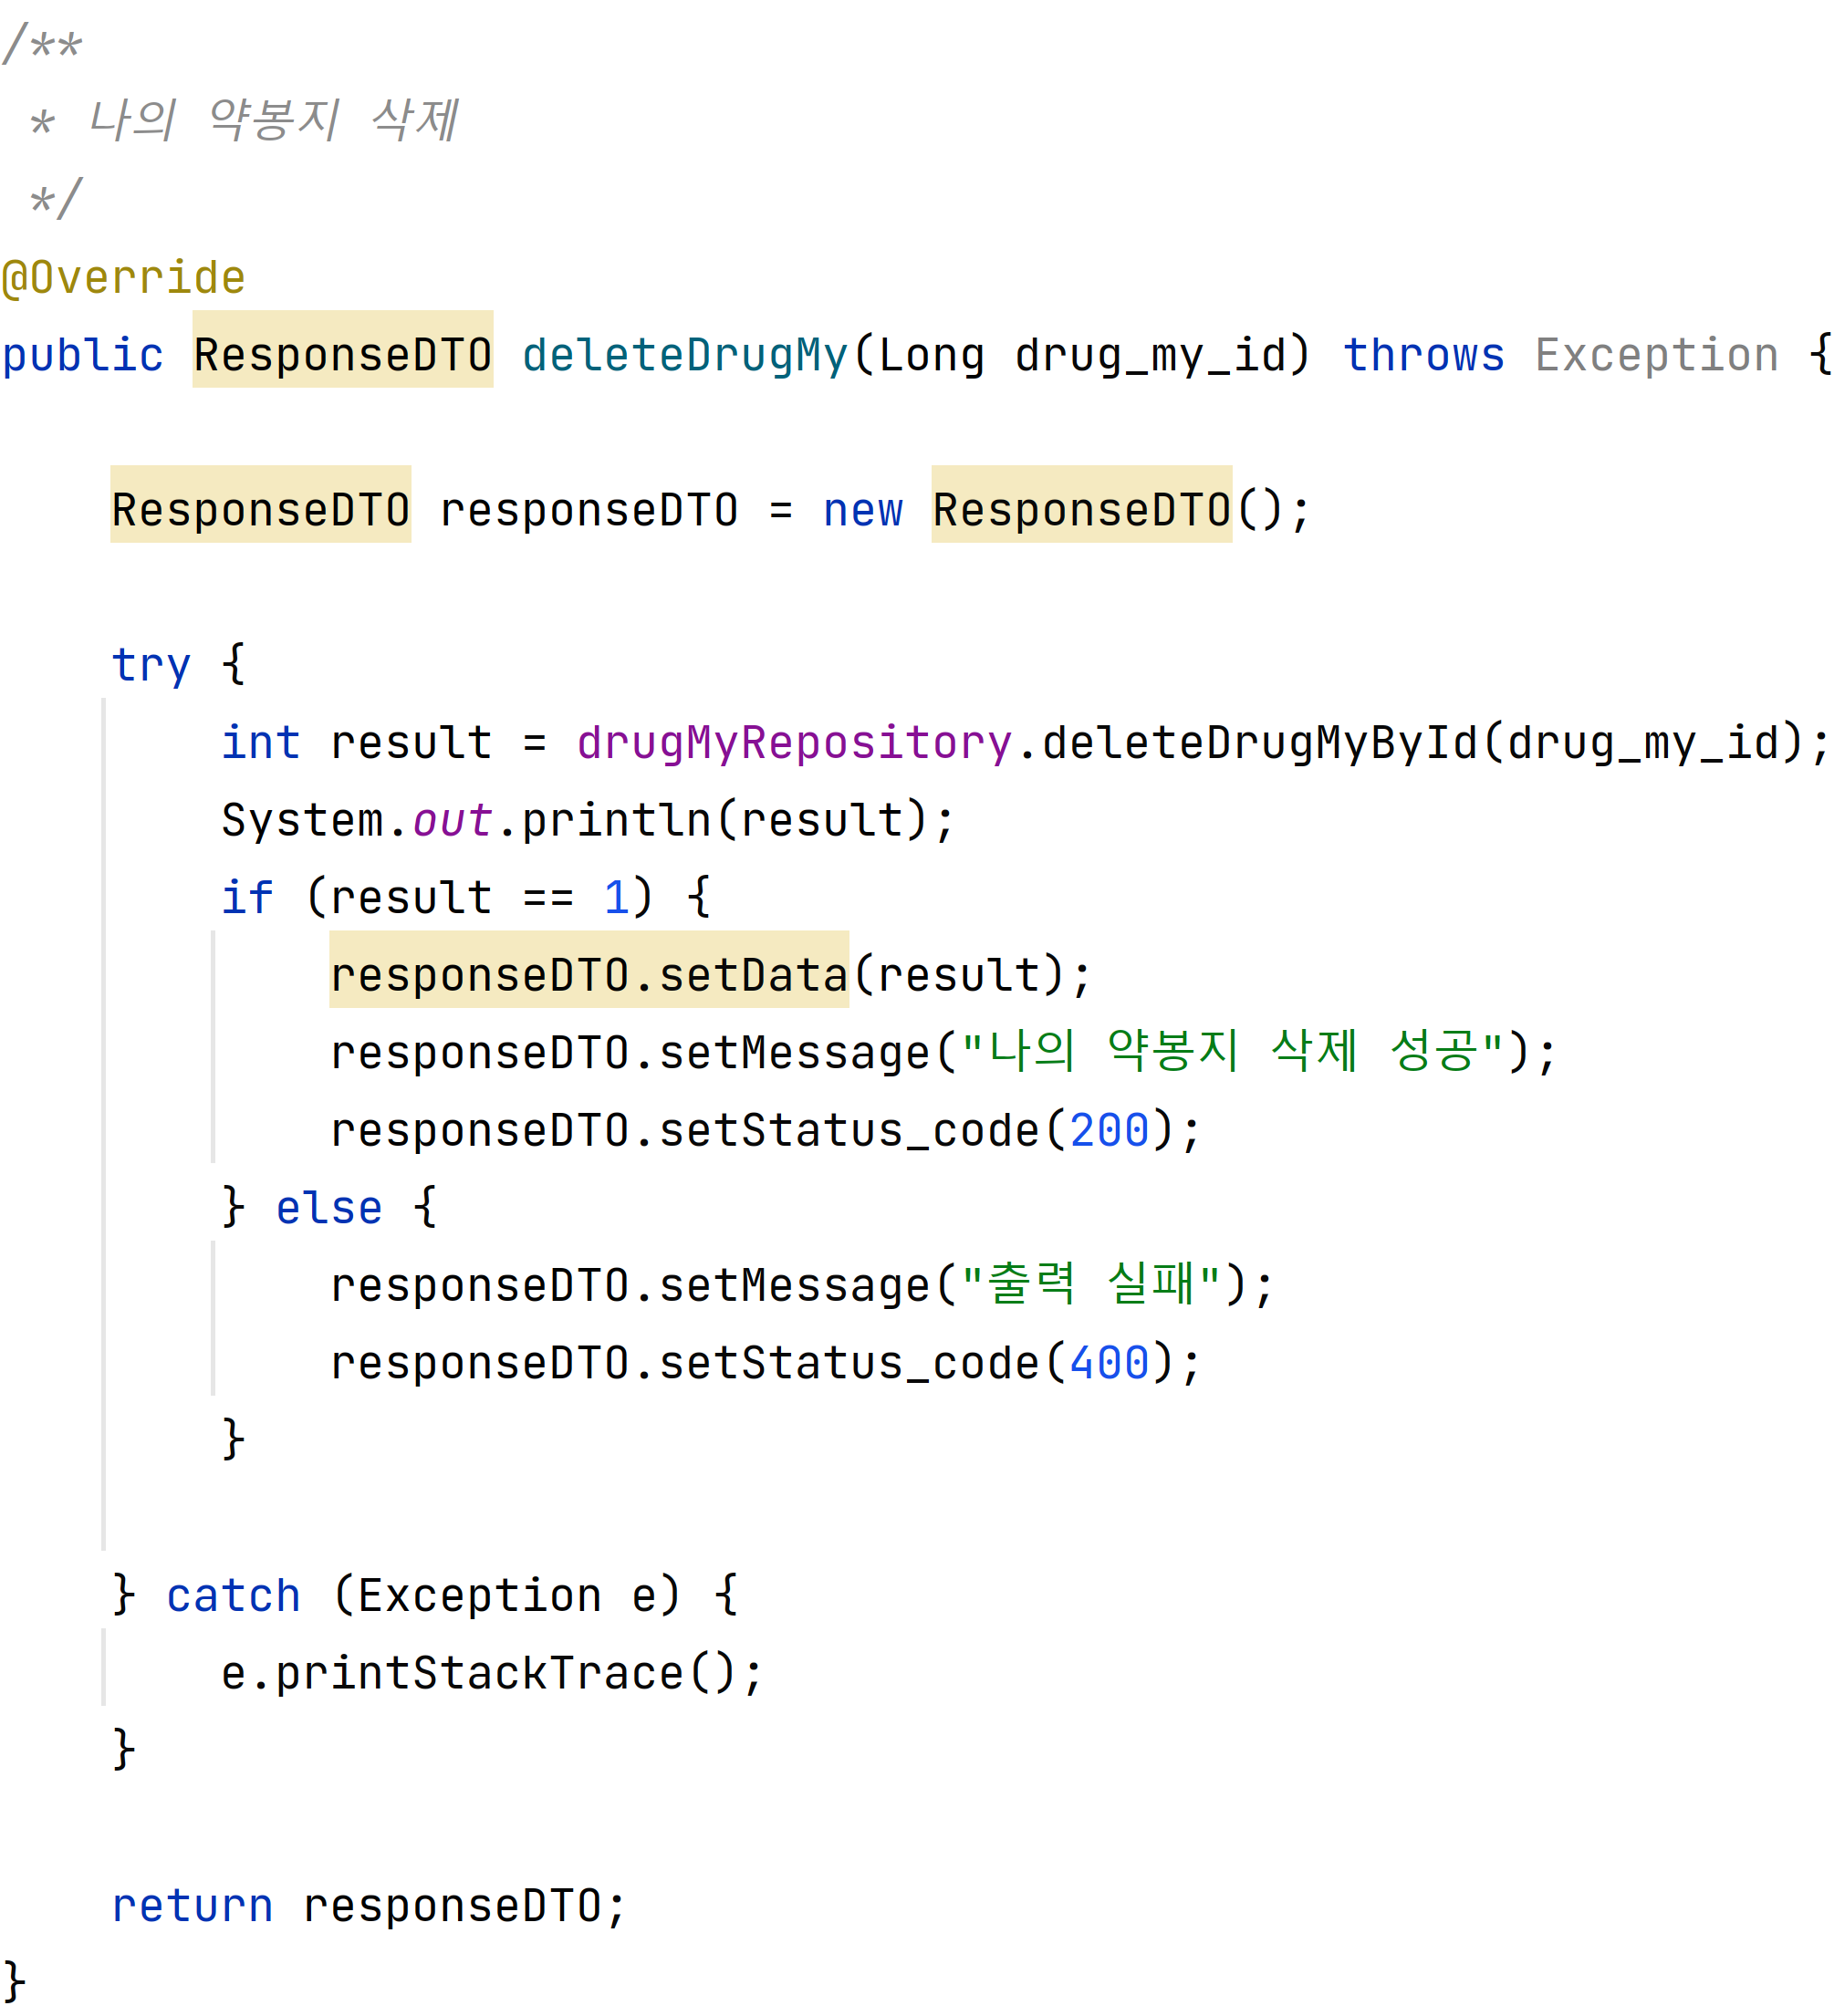 /**
 * 나의 약봉지 삭제
 */
@Override
public ResponseDTO deleteDrugMy(Long drug_my_id) throws Exception {
    ResponseDTO responseDTO = new ResponseDTO();
    try {
        int result = drugMyRepository.deleteDrugMyById(drug_my_id);
        System.out.println(result);
        if (result == 1) {
            responseDTO.setData(result);
            responseDTO.setMessage("나의 약봉지 삭제 성공");
            responseDTO.setStatus_code(200);
        } else {
            responseDTO.setMessage("출력 실패");
            responseDTO.setStatus_code(400);
        }
    } catch (Exception e) {
        e.printStackTrace();
    }
    return responseDTO;
}